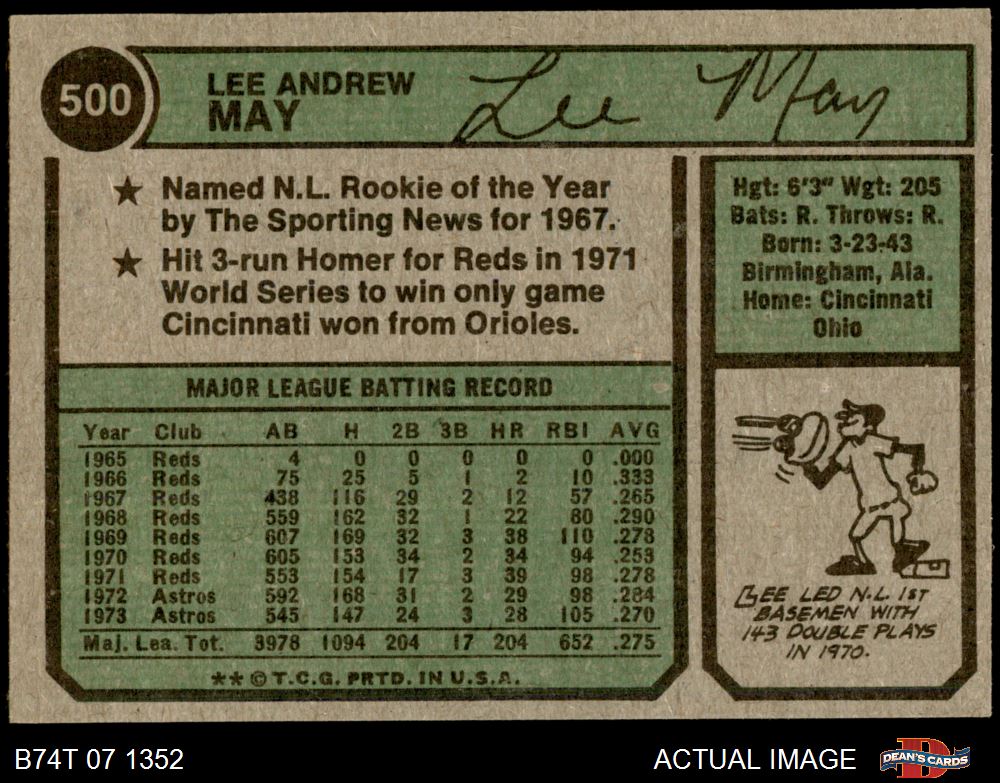 500
LEE ANDREW
MAY
Lee May
★ Named N.L. Rookie of the Year
by The Sporting News for 1967.
★ Hit 3-run Homer for Reds in 1971
World Series to win only game
Cincinnati won from Orioles.
Hgt: 6'3" Wgt: 205
Bats: R. Throws: R.
Born: 3-23-43
Birmingham, Ala.
Home: Cincinnati
Ohio
MAJOR LEAGUE BATTING RECORD
Year Club AB H 2B 3B HR RBI AVG
1965 Reds 4 0 0 0 0 0 .000
1966 Reds 75 25 5 1 2 10 .333
1967 Reds 438 116 29 2 12 57 .265
1968 Reds 559 162 32 1 22 80 .290
1969 Reds 607 169 32 3 38 110 .278
1970 Reds 605 153 34 2 34 94 .253
1971 Reds 553 154 17 3 39 98 .278
1972 Astros 592 168 31 2 29 98 .284
1973 Astros 545 147 24 3 28 105 .270
Maj. Lea. Tot. 3978 1094 204 17 204 652 .275
** © T.C.G. PRTD. IN U.S.A.
LEE LED N.L. 1ST
BASEMEN WITH
143 DOUBLE PLAYS
IN 1970.
B74T 07 1352
ACTUAL IMAGE
D
DEAN'S CARDS